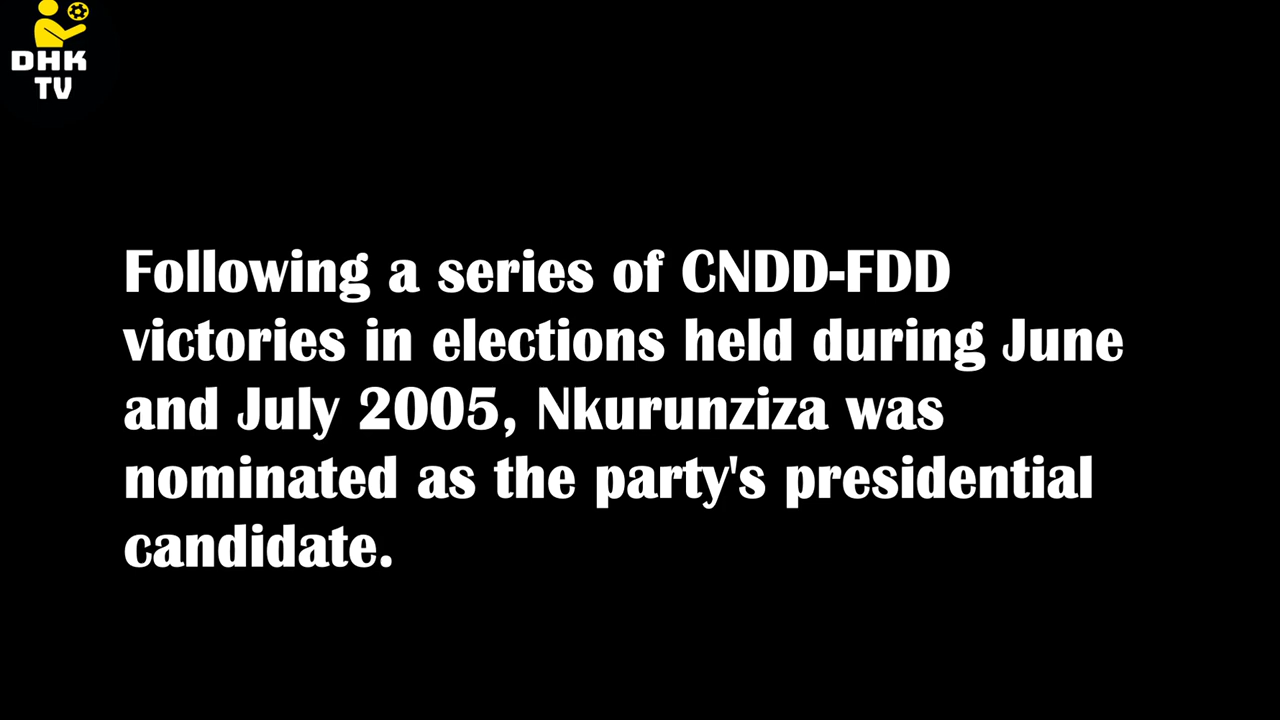 DHK
TV
Following a series of CNDD-FDD
victories in elections held during June
and July 2005, Nkurunziza was
nominated as the party's presidential
candidate.